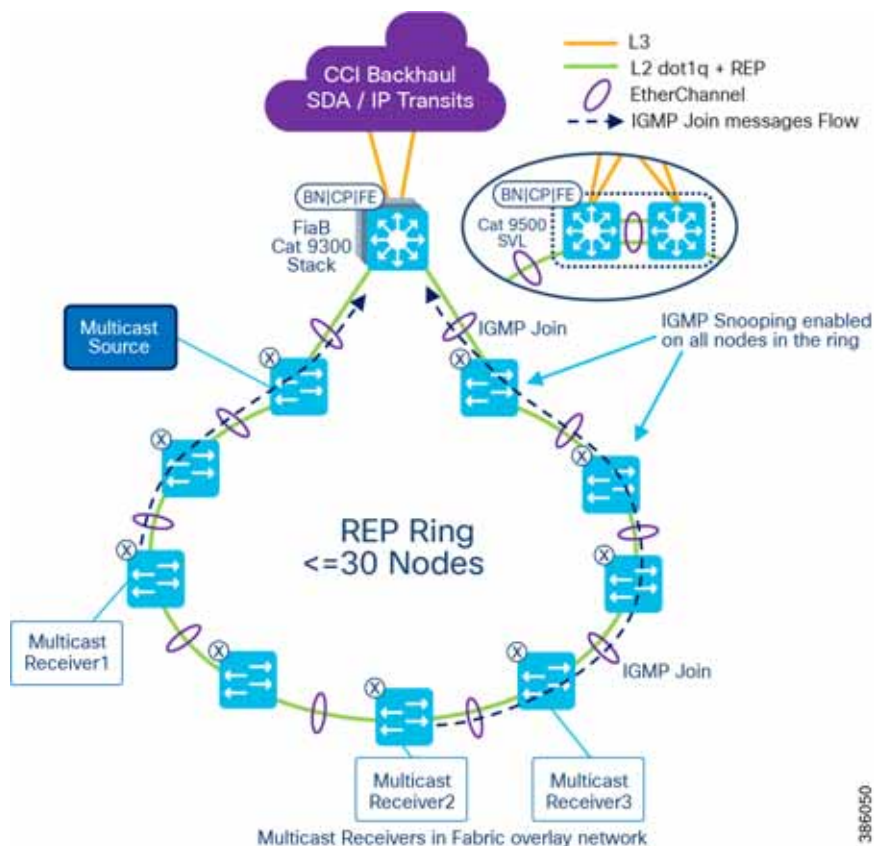 CCI Backhaul
SDA / IP Transits
L3
L2 dot1q + REP
EtherChannel
IGMP Join messages Flow
BN|CP|FE
FiaB
Cat 9300
Stack
BN|CP|FE
Cat 9500
SVL
Multicast
Source
IGMP Join
IGMP Snooping enabled
on all nodes in the ring
X
X
X
X
X
X
X
X
X
REP Ring
<=30 Nodes
Multicast
Receiver1
IGMP Join
Multicast
Receiver2
Multicast
Receiver3
Multicast Receivers in Fabric overlay network
386050